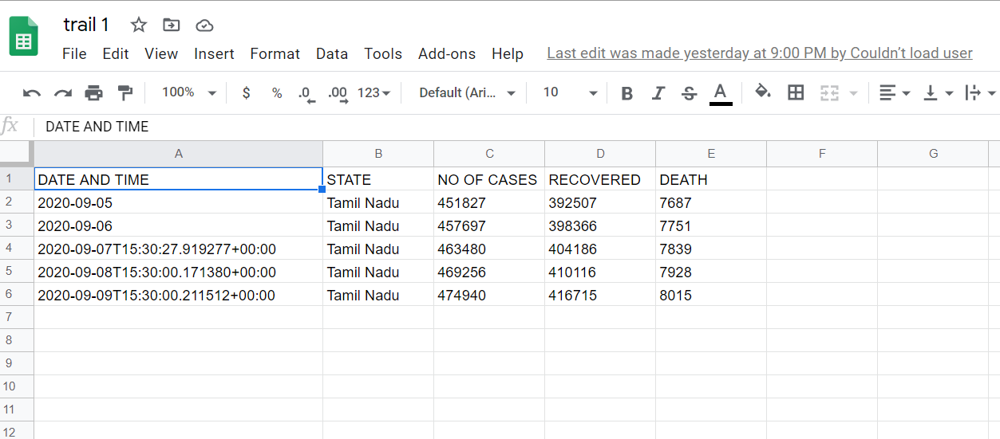 trail 1
File Edit View Insert Format Data Tools Add-ons Help Last edit was made yesterday at 9:00 PM by Couldn't load user
100% $ % .0 .00 123 Default (Ari... 10 B I S A
fx DATE AND TIME
A B C D E F G
1 DATE AND TIME STATE NO OF CASES RECOVERED DEATH
2 2020-09-05 Tamil Nadu 451827 392507 7687
3 2020-09-06 Tamil Nadu 457697 398366 7751
4 2020-09-07T15:30:27.919277+00:00 Tamil Nadu 463480 404186 7839
5 2020-09-08T15:30:00.171380+00:00 Tamil Nadu 469256 410116 7928
6 2020-09-09T15:30:00.211512+00:00 Tamil Nadu 474940 416715 8015
7
8
9
10
11
12